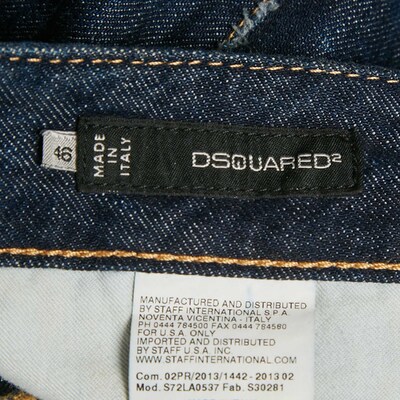 46
MADE
IN
ITALY
DSQUARED²
MANUFACTURED AND DISTRIBUTED
BY STAFF INTERNATIONAL S.P.A.
NOVENTA VICENTINA - ITALY
PH 0444 784500 FAX 0444 784560
FOR U.S.A. ONLY
IMPORTED AND DISTRIBUTED
BY STAFF U.S.A. INC.
WWW.STAFFINTERNATIONAL.COM
Com. 02PR/2013/1442 - 2013 02
Mod. S72LA0537 Fab. S30281